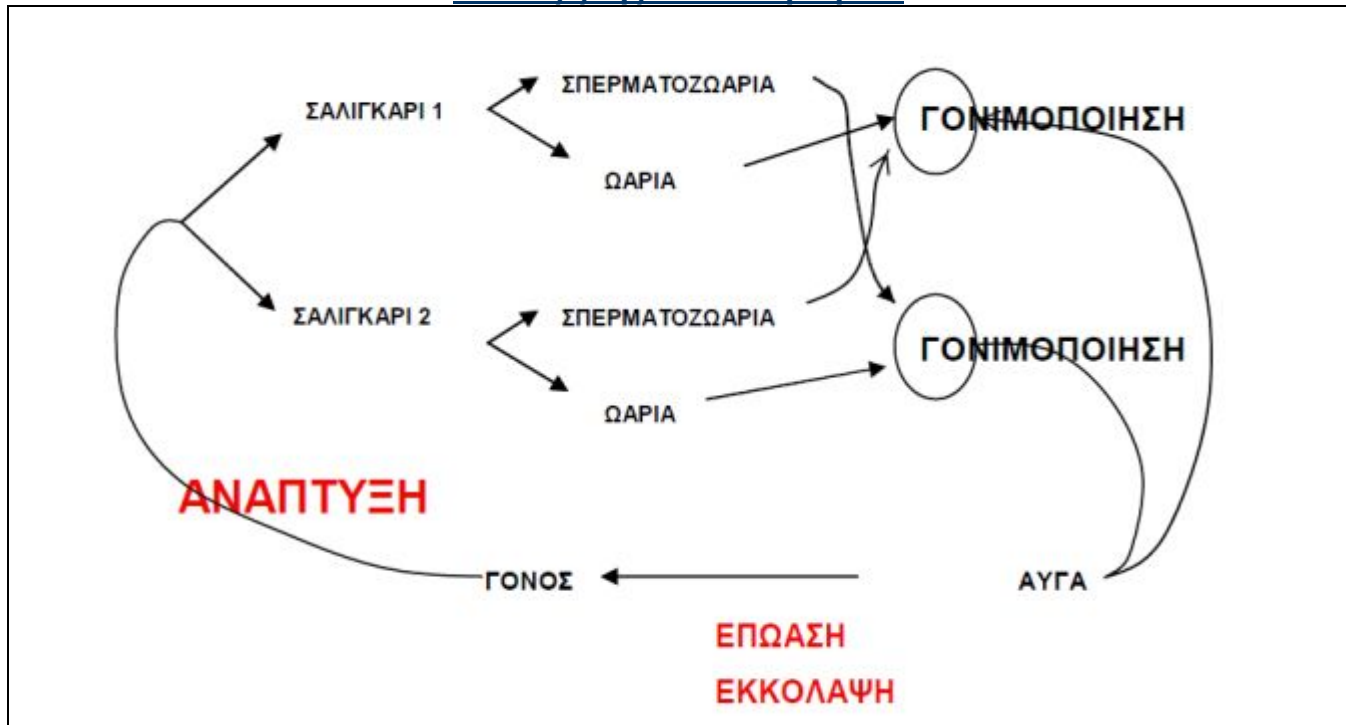 ΣΠΕΡΜΑΤΟΖΩΑΡΙΑ
ΣΑΛΙΓΚΑΡΙ 1
ΓΟΝΙΜΟΠΟΙΗΣΗ
ΩΑΡΙΑ
ΣΑΛΙΓΚΑΡΙ 2
ΣΠΕΡΜΑΤΟΖΩΑΡΙΑ
ΓΟΝΙΜΟΠΟΙΗΣΗ
ΩΑΡΙΑ
ΑΝΑΠΤΥΞΗ
ΓΟΝΟΣ
ΑΥΓΑ
ΕΠΩΑΣΗ
ΕΚΚΟΛΑΨΗ